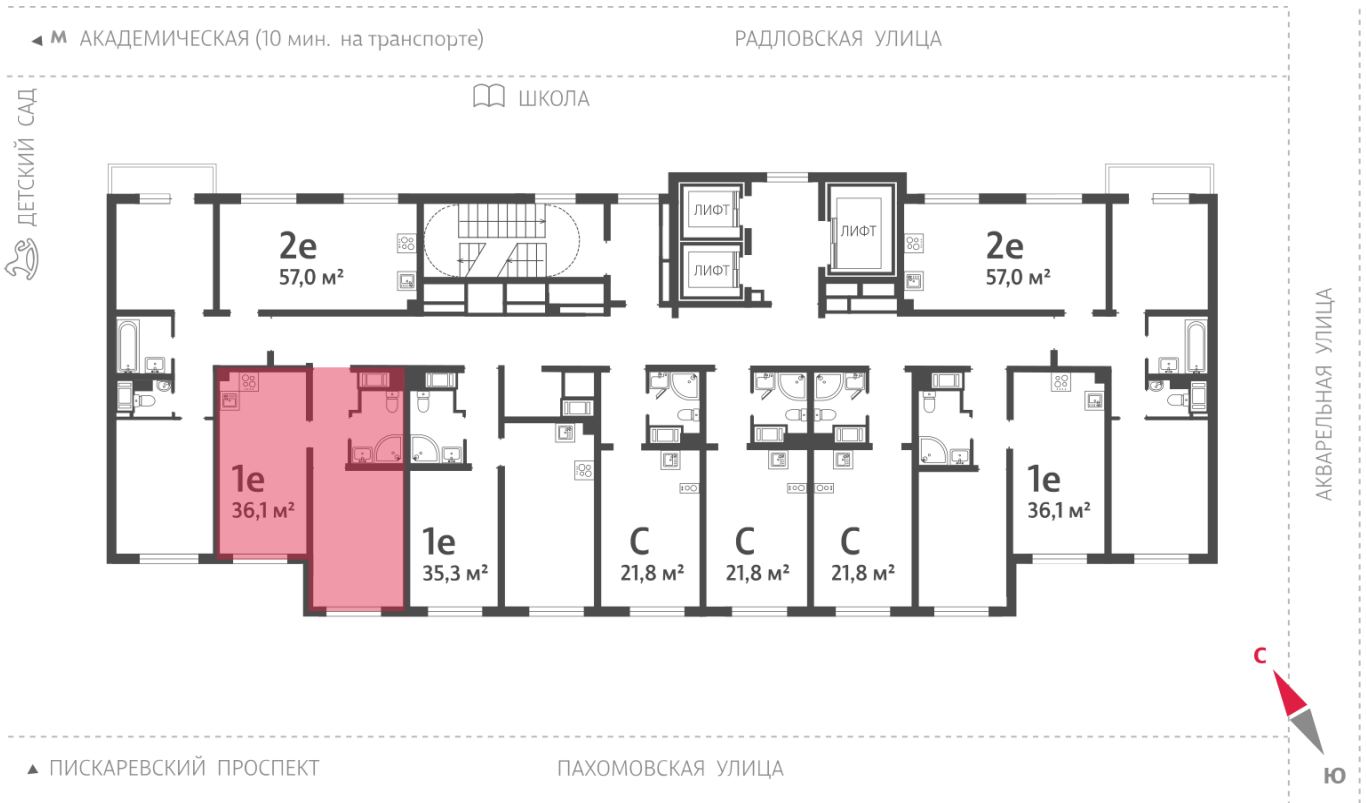 М АКАДЕМИЧЕСКАЯ (10 мин. на транспорте)
РАДЛОВСКАЯ УЛИЦА
ШКОЛА
ДЕТСКИЙ САД
2е
57,0 м²
ЛИФТ
ЛИФТ
ЛИФТ
2е
57,0 м²
АКВАРЕЛЬНАЯ УЛИЦА
1е
36,1 м²
1е
35,3 м²
С
21,8 м²
С
21,8 м²
С
21,8 м²
1е
36,1 м²
С
Ю
ПИСКАРЕВСКИЙ ПРОСПЕКТ
ПАХОМОВСКАЯ УЛИЦА